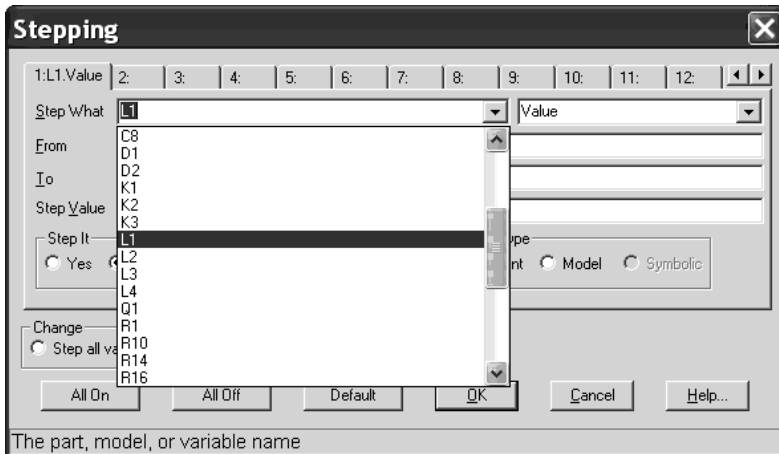 Stepping
1:L1.Value 2: 3: 4: 5: 6: 7: 8: 9: 10: 11: 12:
Step What L1 Value
From
To
Step Value
C8
D1
D2
K1
K2
K3
L1
L2
L3
L4
Q1
R1
R10
R14
R16
Step It
Yes
Model Symbolic
Change
Step all
All On All Off Default OK Cancel Help...
The part, model, or variable name